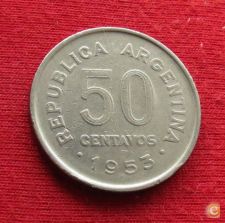 REPUBLICA ARGENTINA
50
CENTAVOS
• 1953 •